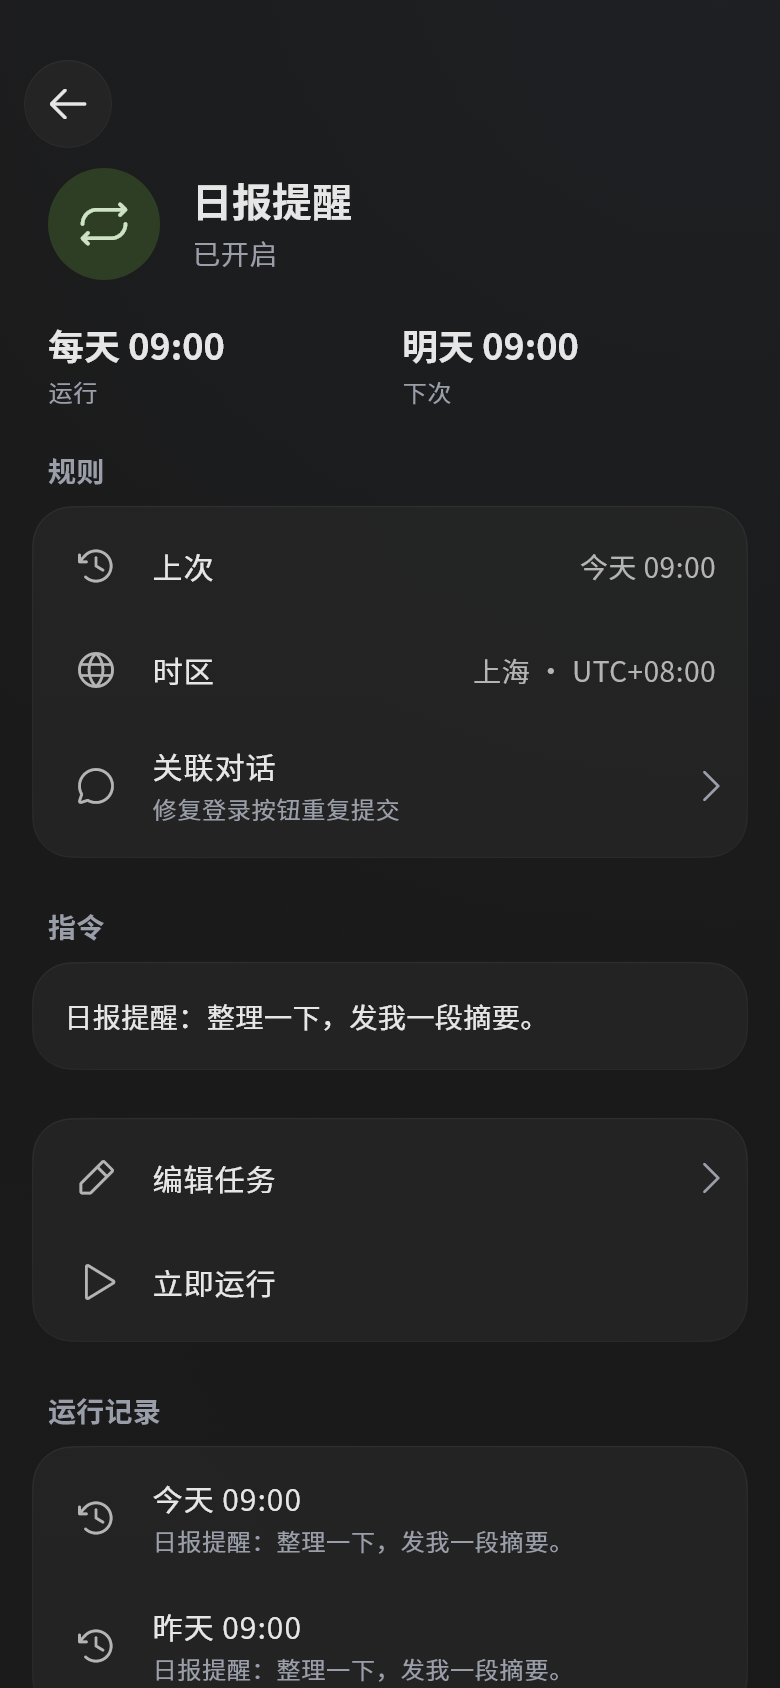 日报提醒
已开启
每天 09:00
运行
明天 09:00
下次
规则
上次
今天 09:00
时区
上海 · UTC+08:00
关联对话
修复登录按钮重复提交
指令
日报提醒：整理一下，发我一段摘要。
编辑任务
立即运行
运行记录
今天 09:00
日报提醒：整理一下，发我一段摘要。
昨天 09:00
日报提醒：整理一下，发我一段摘要。